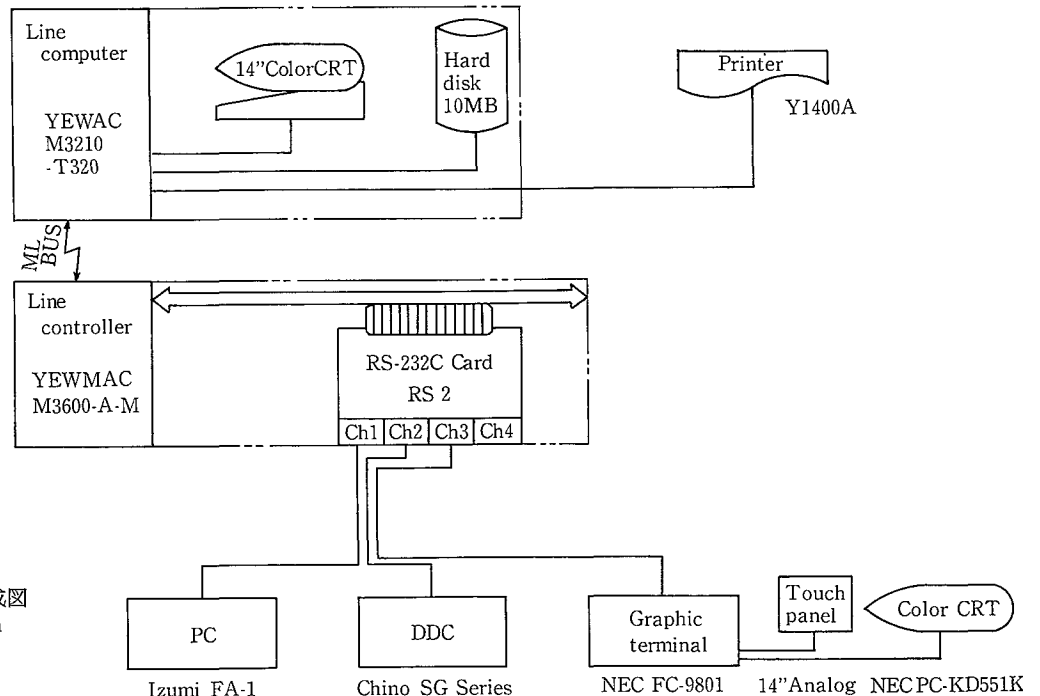 Line
computer
YEWAC
M3210
-T320
14"ColorCRT
Hard
disk
10MB
Printer
Y1400A
ML
BUS
Line
controller
YEWMAC
M3600-A-M
RS-232C Card
RS 2
Ch1 Ch2 Ch3 Ch4
成図
PC
Izumi FA-1
DDC
Chino SG Series
Graphic
terminal
NEC FC-9801
Touch
panel
14"Analog
Color CRT
NEC PC-KD551K